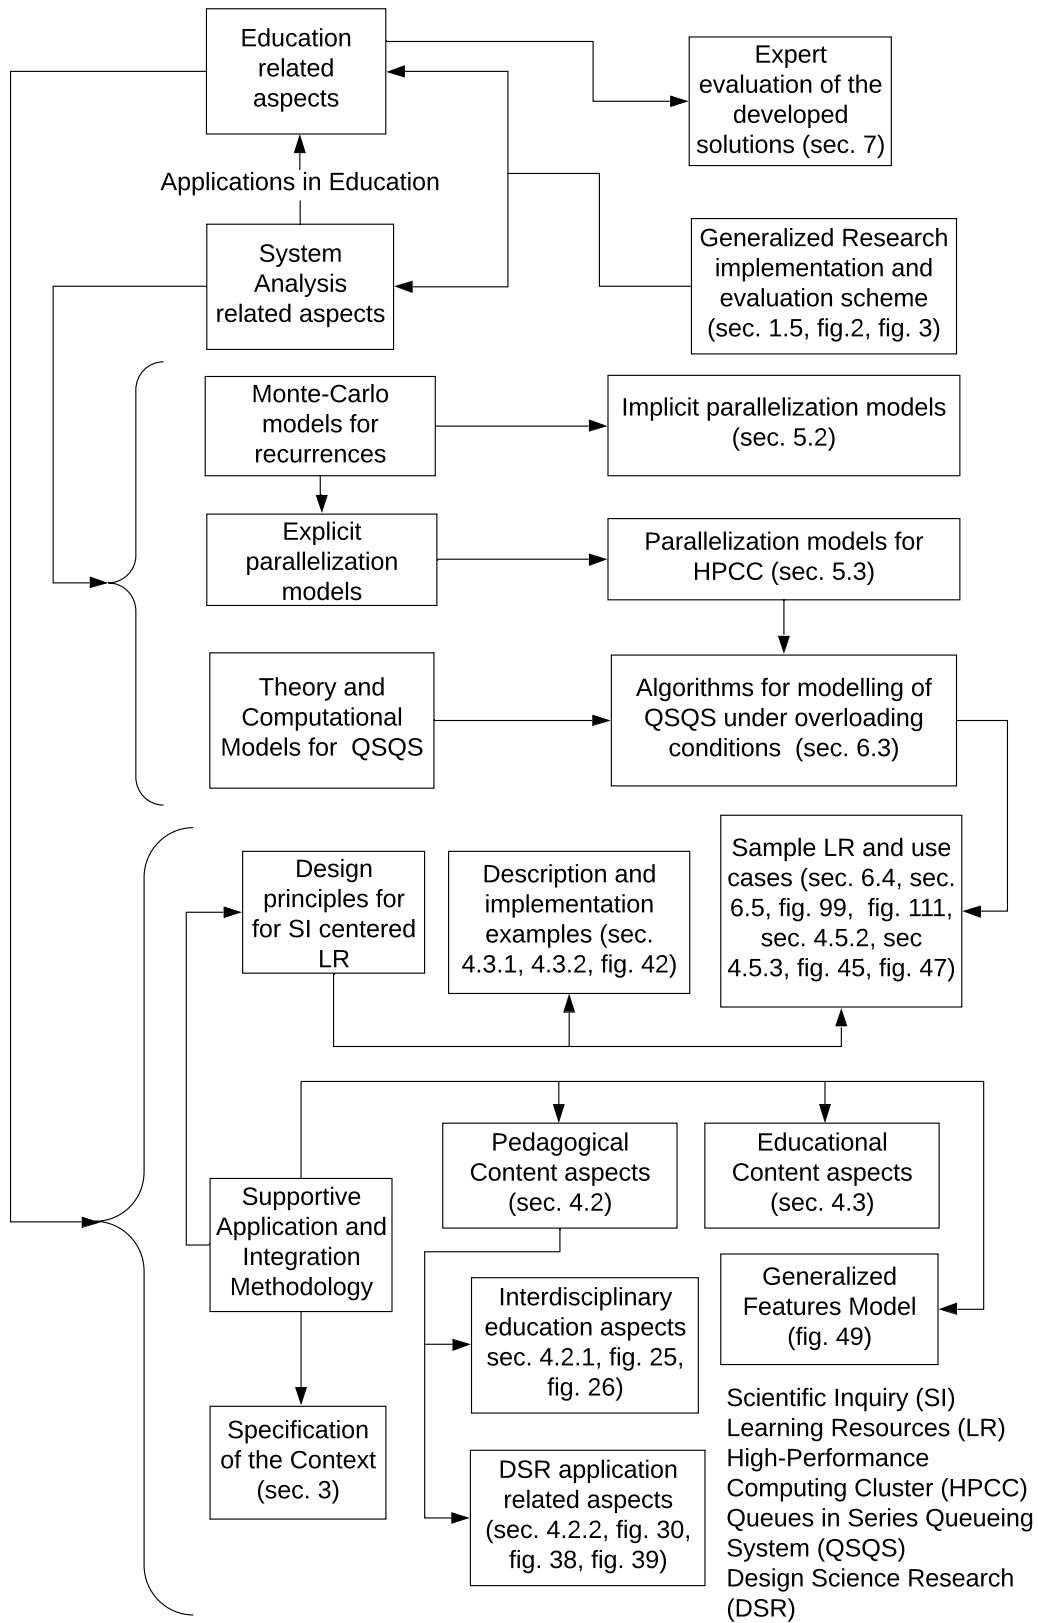 Education
related
aspects
Expert
evaluation of the
developed
solutions (sec. 7)
Applications in Education
System
Analysis
related aspects
Generalized Research
implementation and
evaluation scheme
(sec. 1.5, fig.2, fig. 3)
Monte-Carlo
models for
recurrences
Implicit parallelization models
(sec. 5.2)
Explicit
parallelization
models
Parallelization models for
HPCC (sec. 5.3)
Theory and
Computational
Models for QSQS
Algorithms for modelling of
QSQS under overloading
conditions (sec. 6.3)
Design
principles for
for SI centered
LR
Description and
implementation
examples (sec.
4.3.1, 4.3.2, fig. 42)
Sample LR and use
cases (sec. 6.4, sec.
6.5, fig. 99, fig. 111,
sec. 4.5.2, sec
4.5.3, fig. 45, fig. 47)
Pedagogical
Content aspects
(sec. 4.2)
Educational
Content aspects
(sec. 4.3)
Supportive
Application and
Integration
Methodology
Interdisciplinary
education aspects
sec. 4.2.1, fig. 25,
fig. 26)
Generalized
Features Model
(fig. 49)
Specification
of the Context
(sec. 3)
DSR application
related aspects
(sec. 4.2.2, fig. 30,
fig. 38, fig. 39)
Scientific Inquiry (SI)
Learning Resources (LR)
High-Performance
Computing Cluster (HPCC)
Queues in Series Queueing
System (QSQS)
Design Science Research
(DSR)